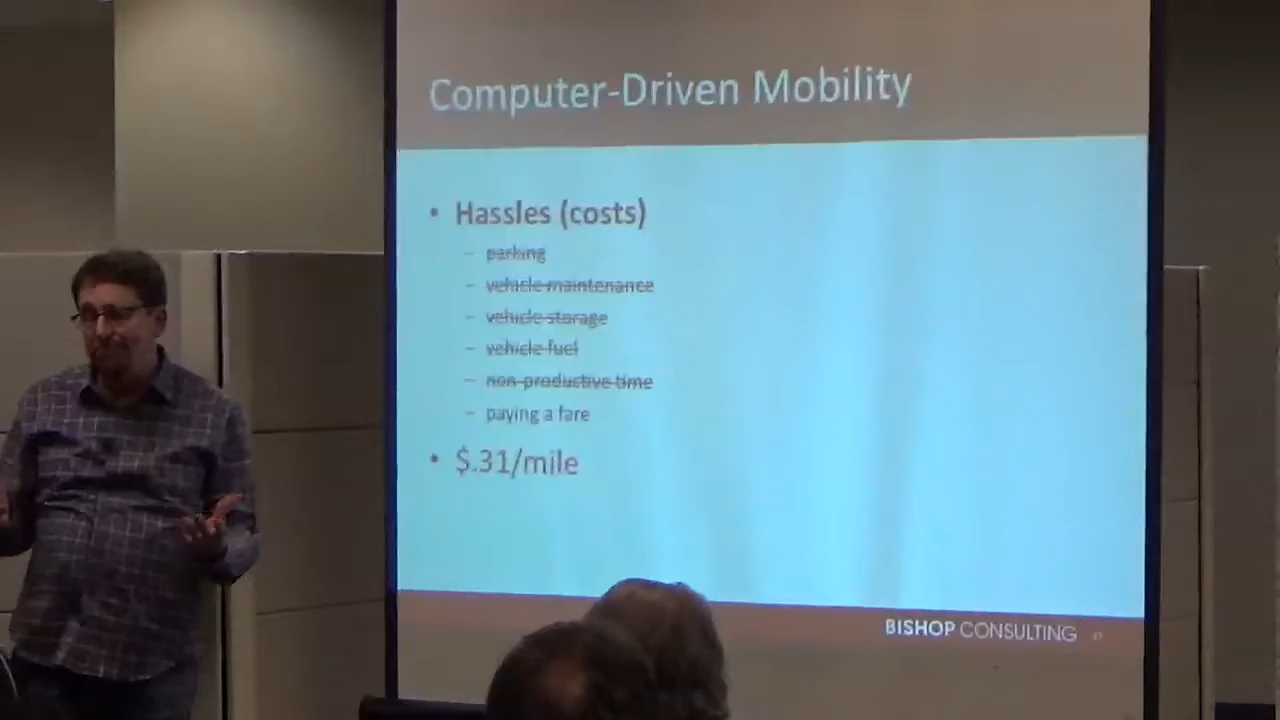 Computer-Driven Mobility
• Hassles (costs)
– parking
– vehicle maintenance
– vehicle storage
– vehicle fuel
– non-productive time
– paying a fare
• $.31/mile
BISHOP CONSULTING